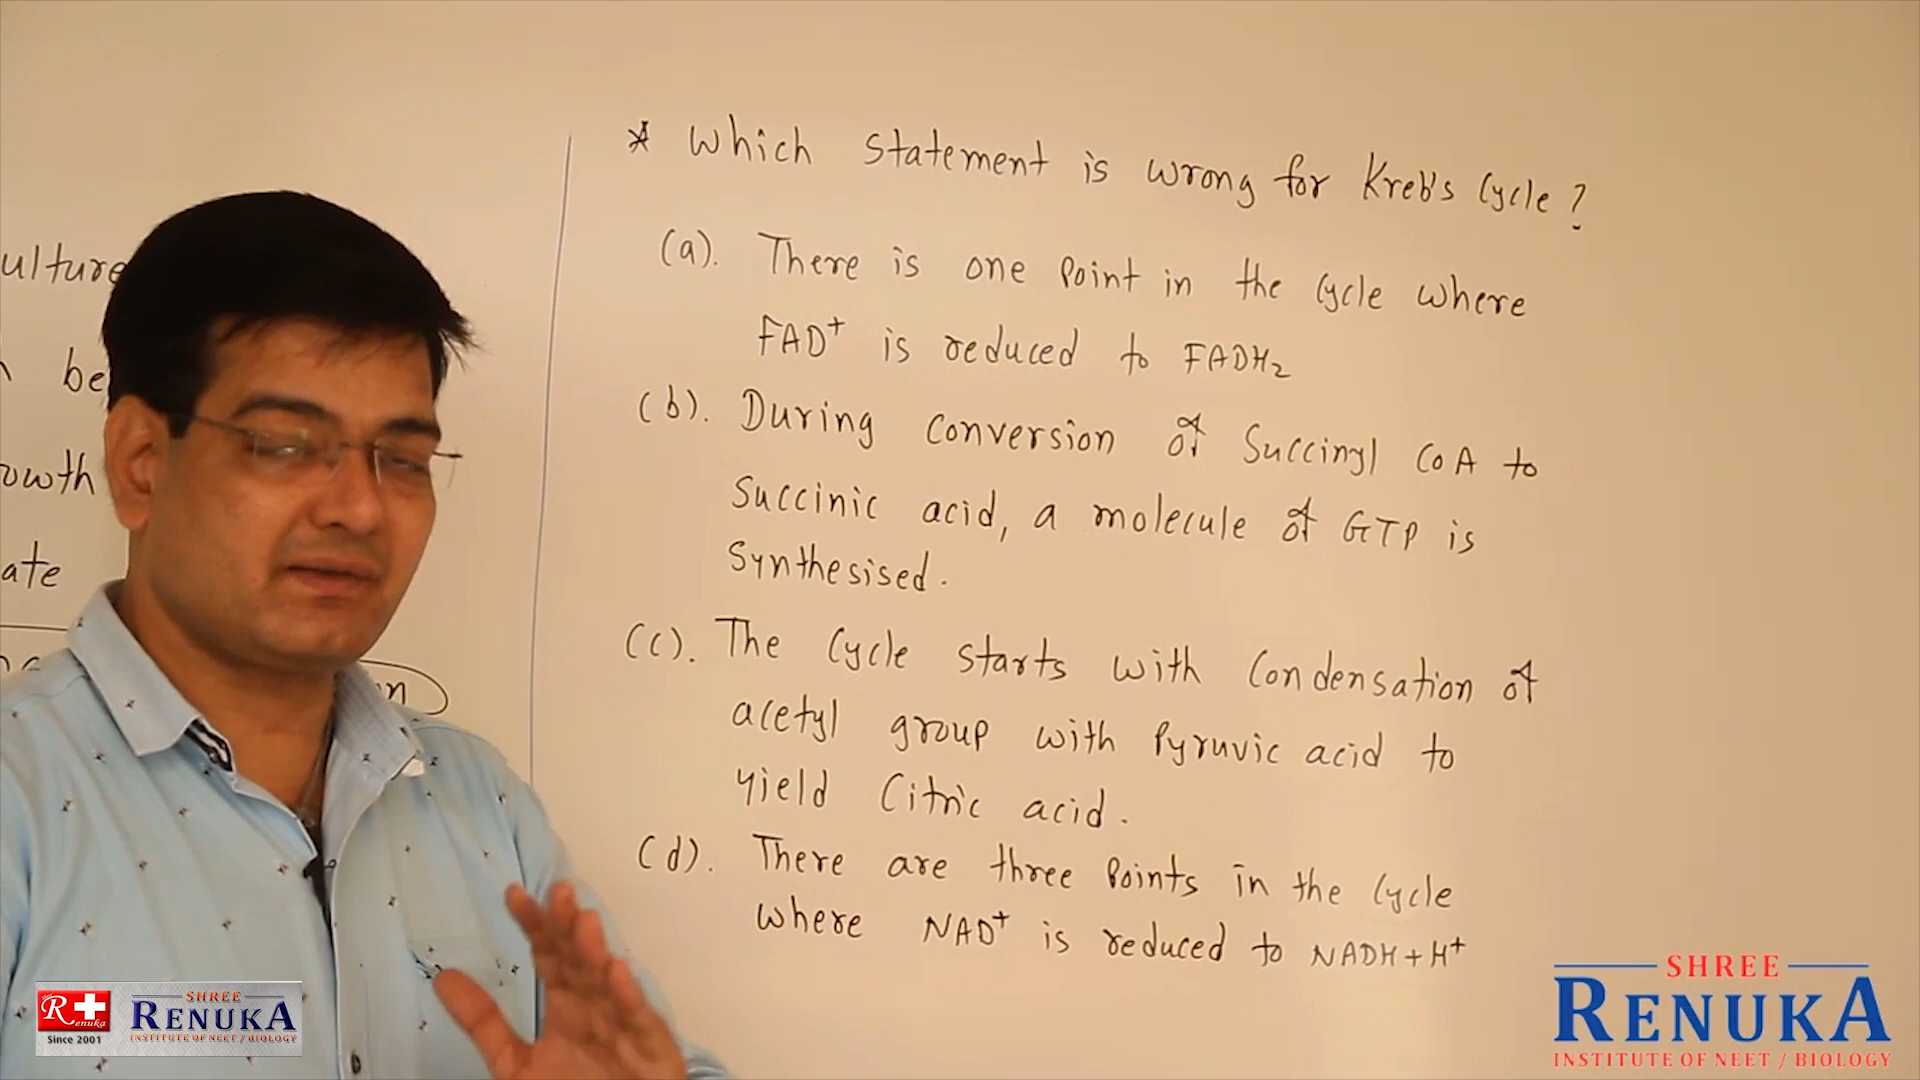 * Which statement is wrong for Kreb's Cycle?
(a). There is one point in the cycle where
FAD+ is reduced to FADH2
(b). During conversion of Succinyl CoA to
Succinic acid, a molecule of GTP is
Synthesised.
(c). The Cycle starts with Condensation of
acetyl group with Pyruvic acid to
yield Citric acid.
(d). There are three Points in the Cycle
where NAD+ is reduced to NADH+H+
ulture
be
owth
ate
n
R+
Renuka
Since 2001
SHREE
RENUKA
INSTITUTE OF NEET / BIOLOGY
SHREE
RENUKA
INSTITUTE OF NEET / BIOLOGY